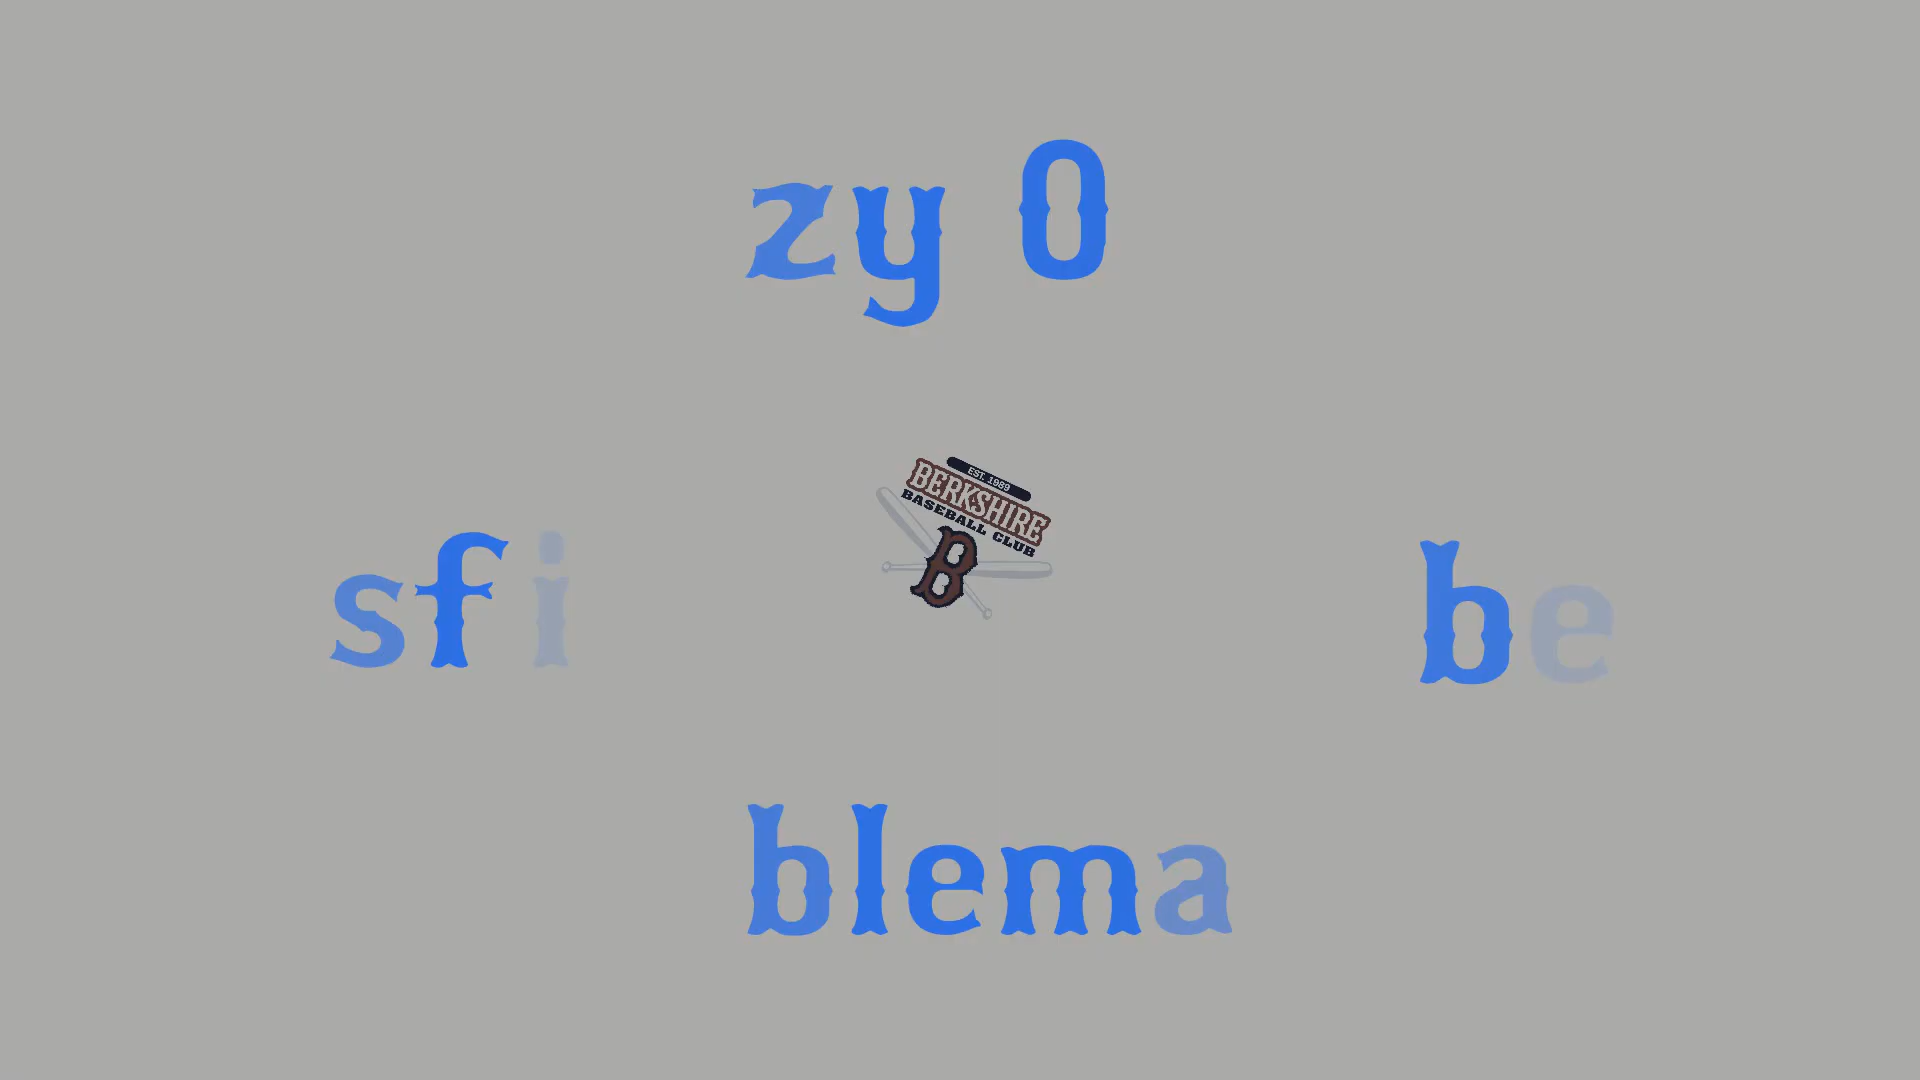 zy 0
EST. 1989
BERKSHIRE
BASEBALL CLUB
B
sfi
be
blema